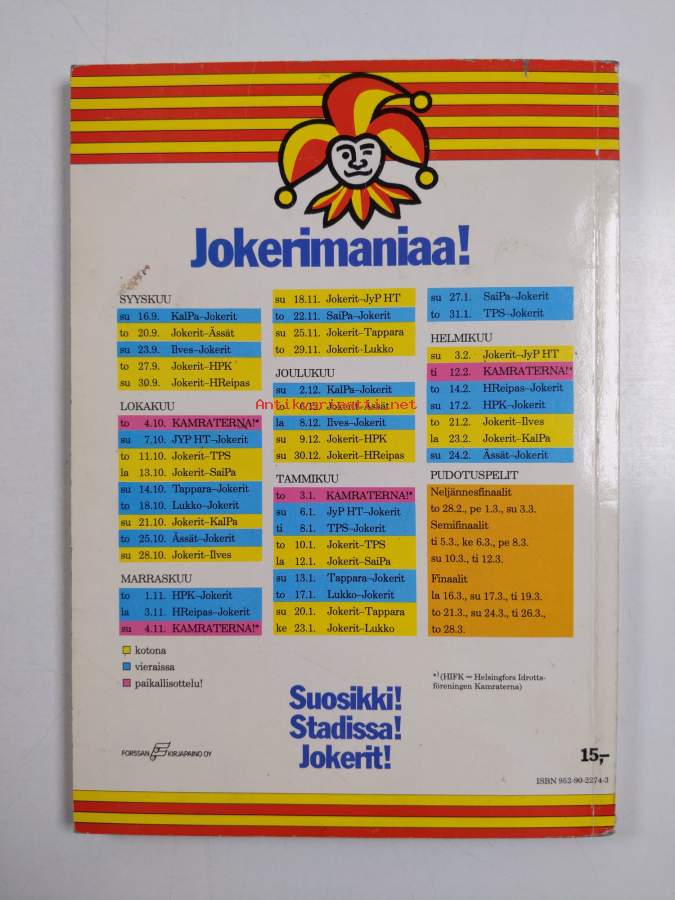 Jokerimaniaa!
SYYSKUU
su 16.9. KalPa–Jokerit
to 20.9. Jokerit–Ässät
su 23.9. Ilves–Jokerit
to 27.9. Jokerit–HPK
su 30.9. Jokerit–HReipas
LOKAKUU
to 4.10. KAMRATERNA!*
su 7.10. JYP HT–Jokerit
to 11.10. Jokerit–TPS
la 13.10. Jokerit–SaiPa
su 14.10. Tappara–Jokerit
to 18.10. Lukko–Jokerit
su 21.10. Jokerit–KalPa
to 25.10. Ässät–Jokerit
su 28.10. Jokerit–Ilves
MARRASKUU
to 1.11. HPK–Jokerit
la 3.11. HReipas–Jokerit
su 4.11. KAMRATERNA!*
kotona
vieraissa
paikallisottelu!
su 18.11. Jokerit–JyP HT
to 22.11. SaiPa–Jokerit
su 25.11. Jokerit–Tappara
to 29.11. Jokerit–Lukko
JOULUKUU
su 2.12. KalPa–Jokerit
to 6.12. Jokerit–Ässät
la 8.12. Ilves–Jokerit
su 9.12. Jokerit–HPK
su 30.12. Jokerit–HReipas
TAMMIKUU
to 3.1. KAMRATERNA!*
su 6.1. JyP HT–Jokerit
ti 8.1. TPS–Jokerit
to 10.1. Jokerit–TPS
la 12.1. Jokerit–SaiPa
su 13.1. Tappara–Jokerit
to 17.1. Lukko–Jokerit
su 20.1. Jokerit–Tappara
ke 23.1. Jokerit–Lukko
su 27.1. SaiPa–Jokerit
to 31.1. TPS–Jokerit
HELMIKUU
su 3.2. Jokerit–JyP HT
ti 12.2. KAMRATERNA!*
to 14.2. HReipas–Jokerit
su 17.2. HPK–Jokerit
to 21.2. Jokerit–Ilves
la 23.2. Jokerit–KalPa
su 24.2. Ässät–Jokerit
PUDOTUSPELIT
Neljännesfinaalit
to 28.2., pe 1.3., su 3.3.
Semifinaalit
ti 5.3., ke 6.3., pe 8.3.
su 10.3., ti 12.3.
Finaalit
la 16.3., su 17.3., ti 19.3.
to 21.3., su 24.3., ti 26.3.,
to 28.3.
*) (HIFK = Helsingfors Idrotts-
föreningen Kamraterna)
Antikvariaatti.net
Suosikki!
Stadissa!
Jokerit!
FORSSAN KIRJAPAINO OY
15,-
ISBN 952-90-2274-3